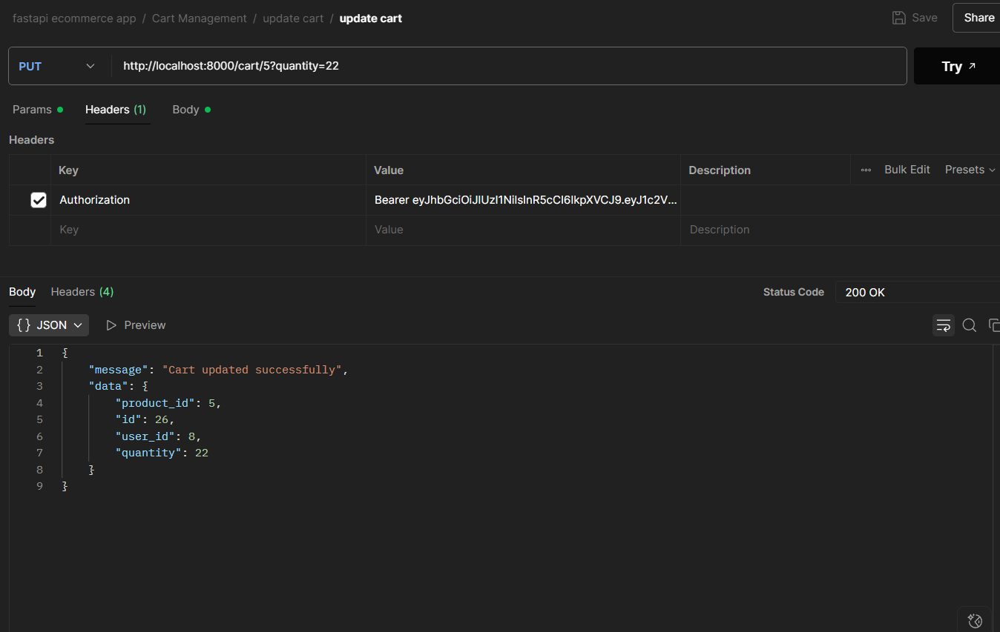 fastapi ecommerce app / Cart Management / update cart / update cart
Save
Share
PUT
http://localhost:8000/cart/5?quantity=22
Try
Params
Headers (1)
Body
Headers
Key Value Description Bulk Edit Presets
Authorization Bearer eyJhbGciOiJIUzI1NiIsInR5cCI6IkpXVCJ9.eyJ1c2V...
Key Value Description
Body Headers (4) Status Code 200 OK
{} JSON Preview
1 {
2 "message": "Cart updated successfully",
3 "data": {
4 "product_id": 5,
5 "id": 26,
6 "user_id": 8,
7 "quantity": 22
8 }
9 }